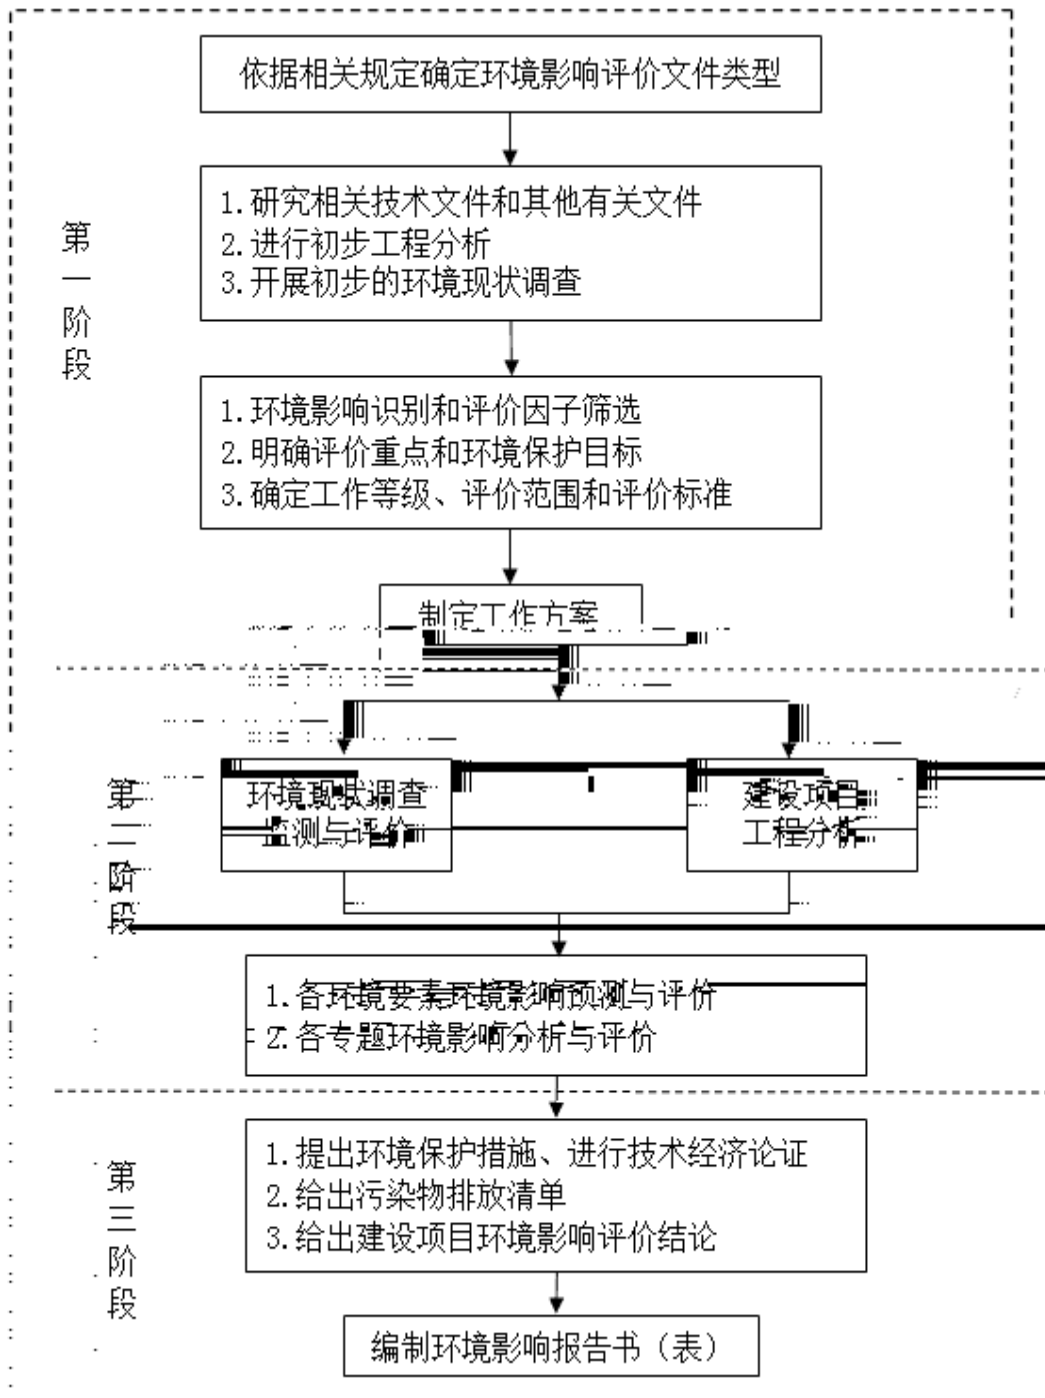 依据相关规定确定环境影响评价文件类型
第一阶段
1.研究相关技术文件和其他有关文件
2.进行初步工程分析
3.开展初步的环境现状调查
1.环境影响识别和评价因子筛选
2.明确评价重点和环境保护目标
3.确定工作等级、评价范围和评价标准
制定工作方案
第二阶段
环境现状调查
监测与评价
建设项目
工程分析
1.各环境要素环境影响预测与评价
2.各专题环境影响分析与评价
第三阶段
1.提出环境保护措施、进行技术经济论证
2.给出污染物排放清单
3.给出建设项目环境影响评价结论
编制环境影响报告书（表）